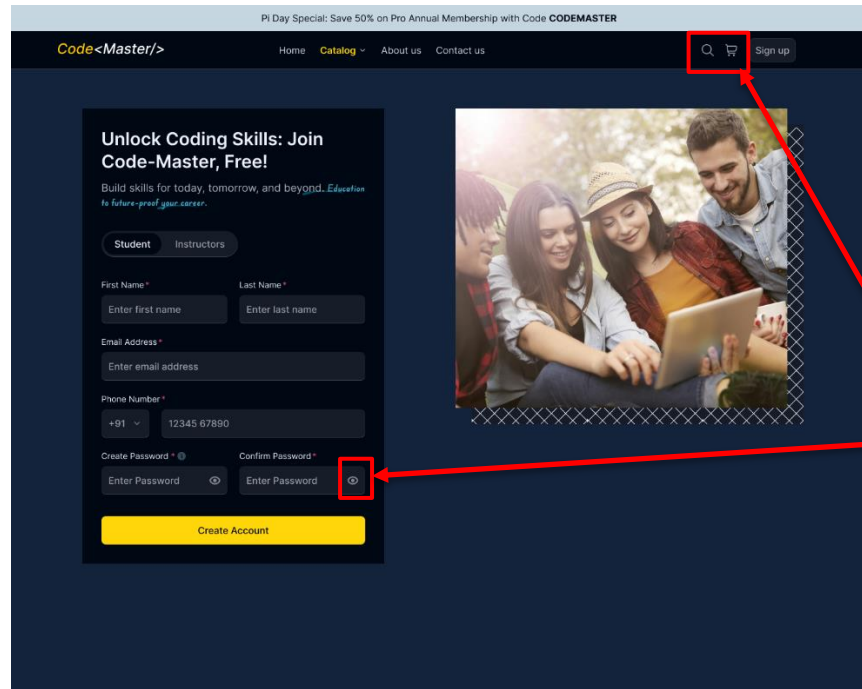 Pi Day Special: Save 50% on Pro Annual Membership with Code CODEMASTER
Code<Master/>
Home Catalog About us Contact us
Sign up
Unlock Coding Skills: Join
Code-Master, Free!
Build skills for today, tomorrow, and beyond. Education
to future-proof your career.
Student Instructors
First Name * Last Name *
Enter first name Enter last name
Email Address *
Enter email address
Phone Number *
+91 12345 67890
Create Password * Confirm Password *
Enter Password Enter Password
Create Account